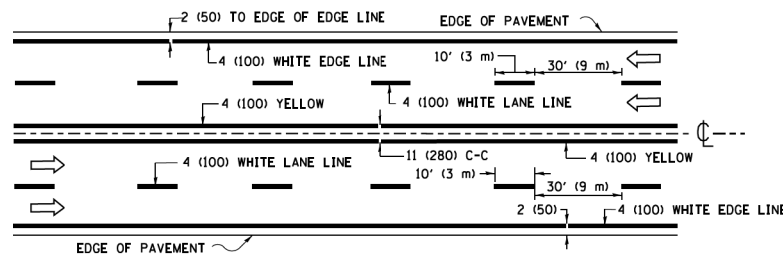 2 (50) TO EDGE OF EDGE LINE
EDGE OF PAVEMENT
4 (100) WHITE EDGE LINE
10' (3 m)
30' (9 m)
4 (100) YELLOW
4 (100) WHITE LANE LINE
℄
4 (100) WHITE LANE LINE
11 (280) C-C
4 (100) YELLOW
10' (3 m)
30' (9 m)
2 (50)
4 (100) WHITE EDGE LINE
EDGE OF PAVEMENT